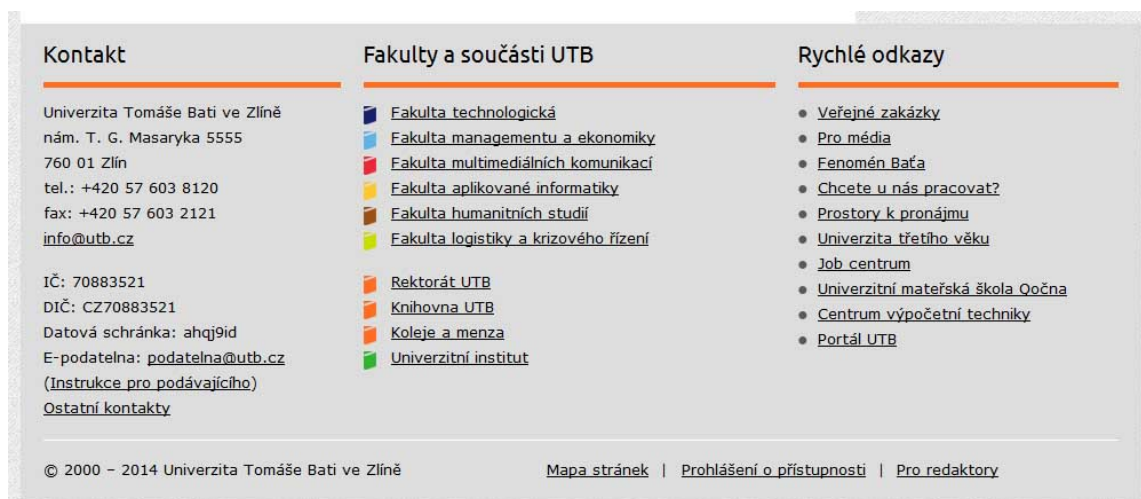 Kontakt
Univerzita Tomáše Bati ve Zlíně
nám. T. G. Masaryka 5555
760 01 Zlín
tel.: +420 57 603 8120
fax: +420 57 603 2121
info@utb.cz
IČ: 70883521
DIČ: CZ70883521
Datová schránka: ahqj9id
E-podatelna: podatelna@utb.cz
(Instrukce pro podávajícího)
Ostatní kontakty
Fakulty a součásti UTB
Fakulta technologická
Fakulta managementu a ekonomiky
Fakulta multimediálních komunikací
Fakulta aplikované informatiky
Fakulta humanitních studií
Fakulta logistiky a krizového řízení
Rektorát UTB
Knihovna UTB
Koleje a menza
Univerzitní institut
Rychlé odkazy
Veřejné zakázky
Pro média
Fenomén Baťa
Chcete u nás pracovat?
Prostory k pronájmu
Univerzita třetího věku
Job centrum
Univerzitní mateřská škola Qočna
Centrum výpočetní techniky
Portál UTB
© 2000 – 2014 Univerzita Tomáše Bati ve Zlíně
Mapa stránek | Prohlášení o přístupnosti | Pro redaktory